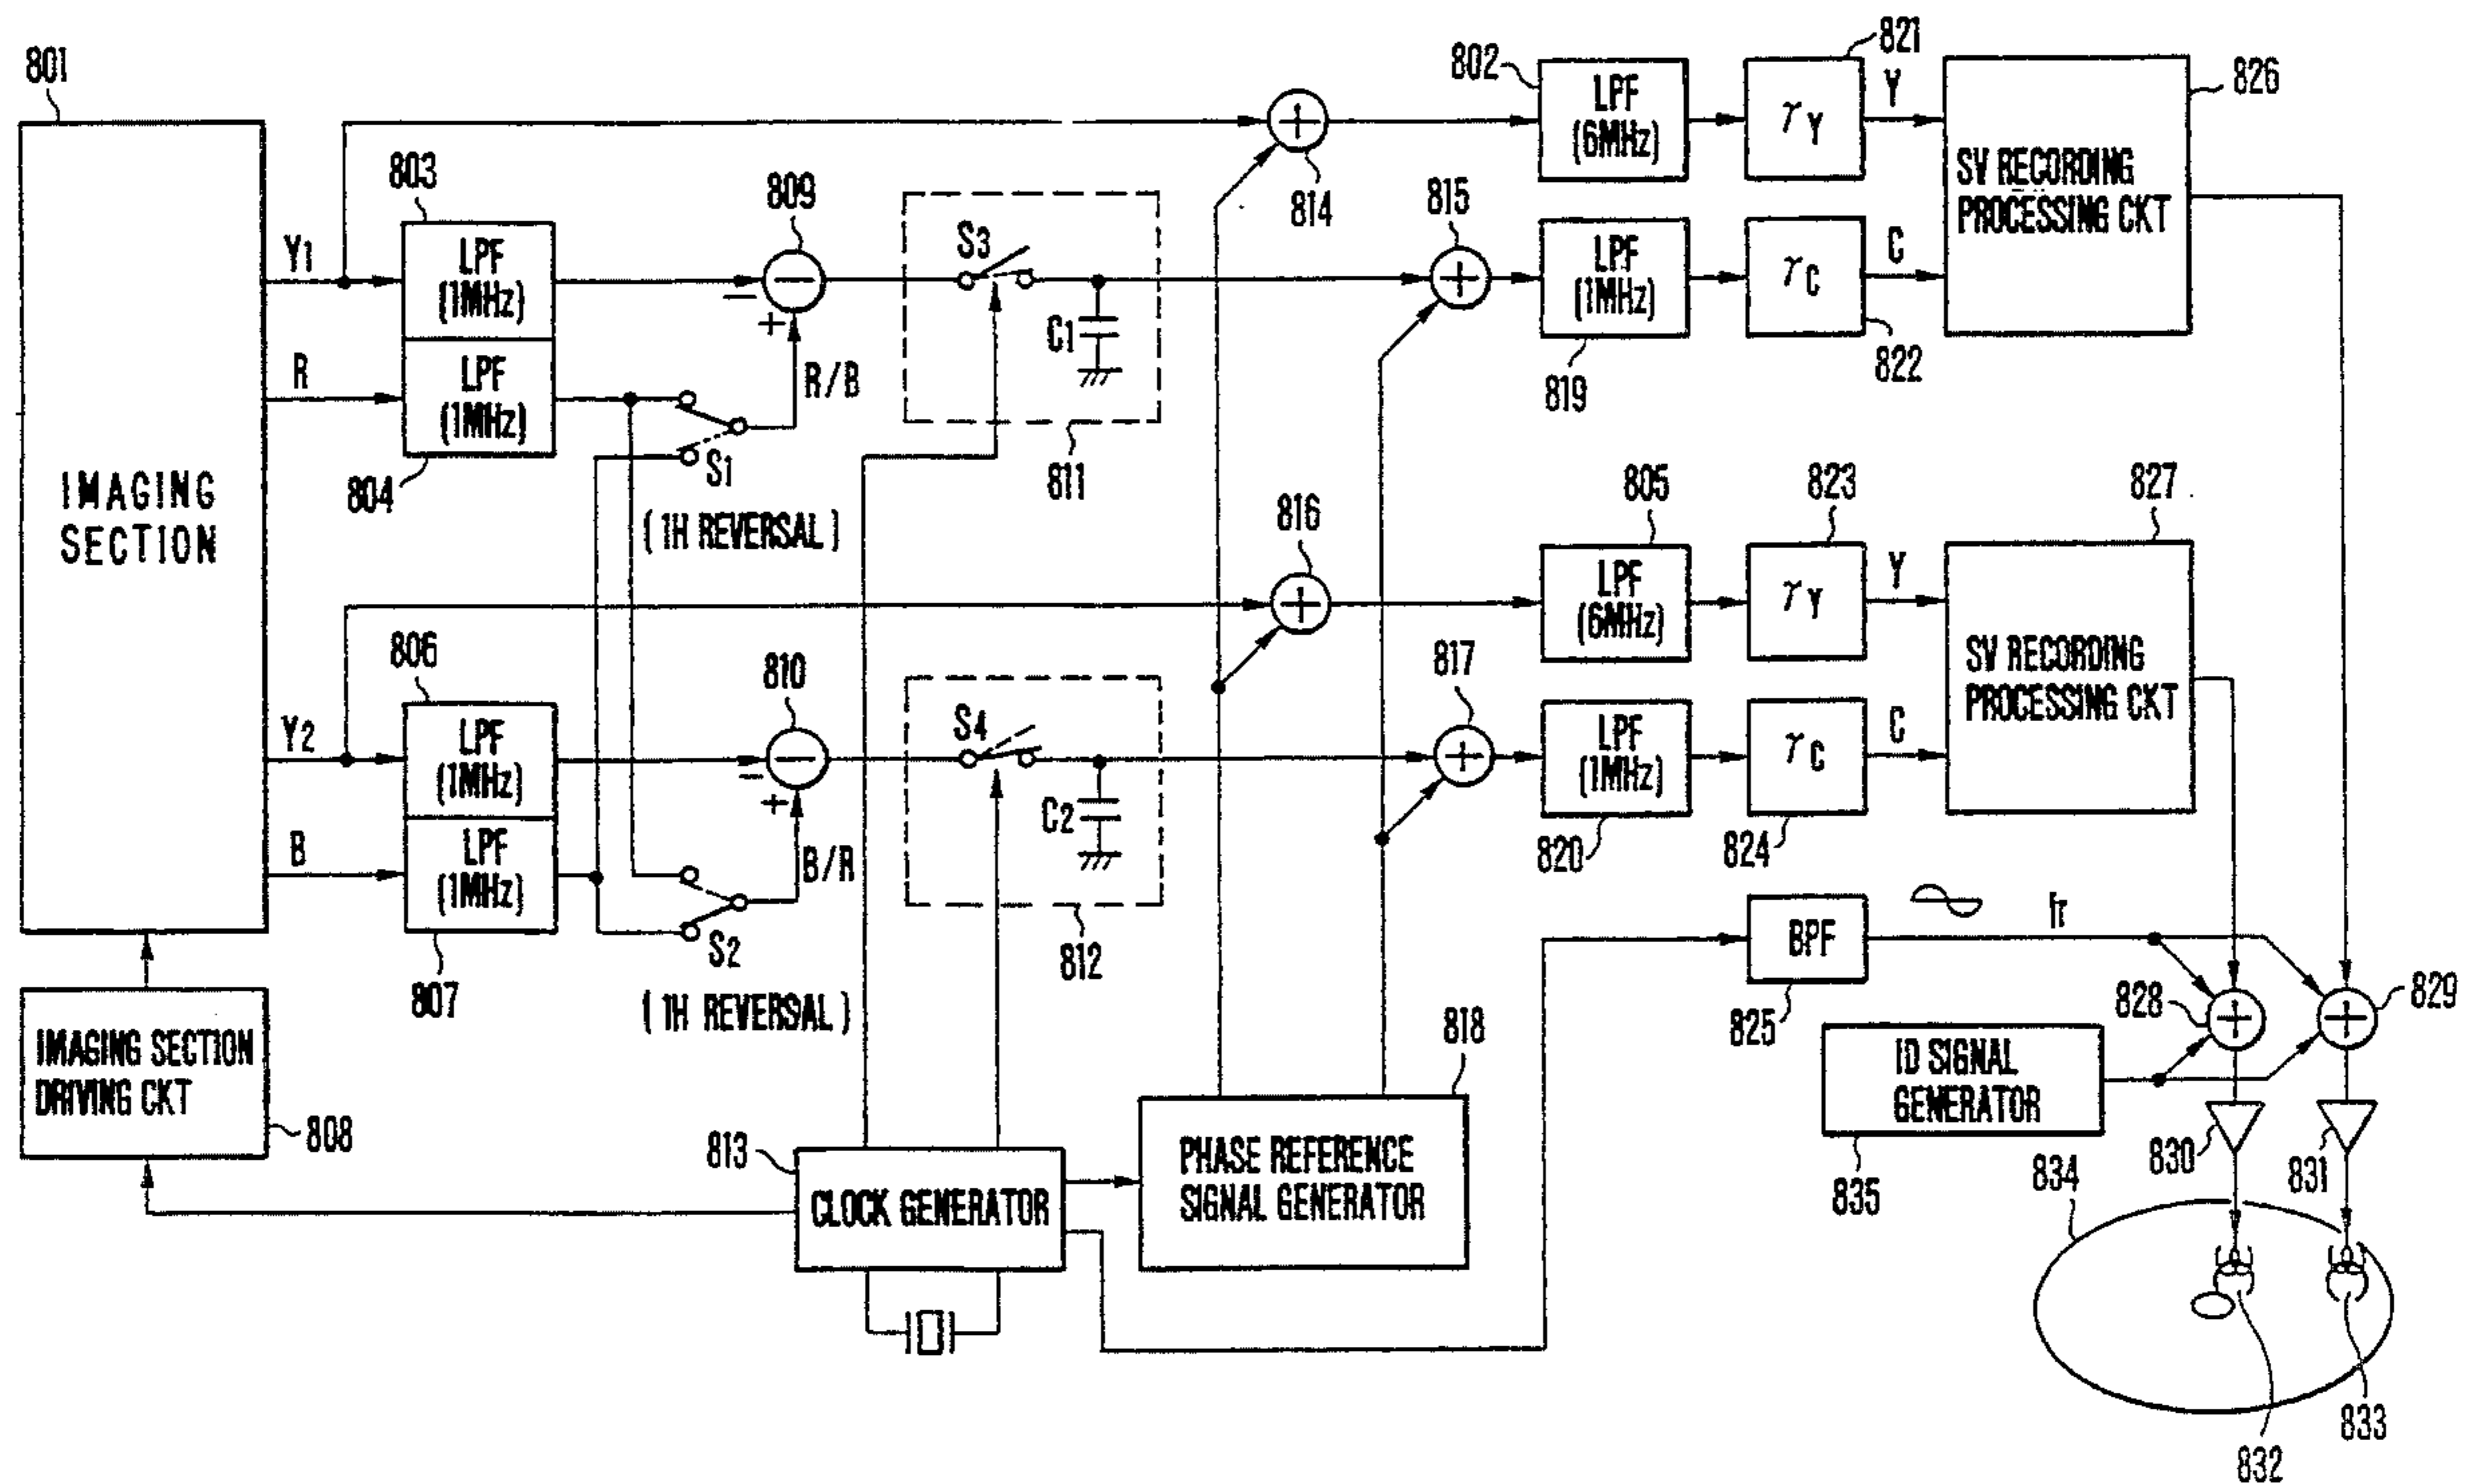 801
IMAGING
SECTION
Y1
R
Y2
B
803
LPF
(1MHz)
LPF
(1MHz)
804
806
LPF
(1MHz)
LPF
(1MHz)
807
IMAGING SECTION
DRIVING CKT
808
809
R/B
S1
(1H REVERSAL)
810
B/R
S2
(1H REVERSAL)
S3
C1
811
S4
C2
812
813
CLOCK GENERATOR
818
PHASE REFERENCE
SIGNAL GENERATOR
814
815
816
817
802
LPF
(6MHz)
821
γY
Y
826
SV RECORDING
PROCESSING CKT
LPF
(1MHz)
819
γC
822
C
805
LPF
(6MHz)
823
γY
Y
827
SV RECORDING
PROCESSING CKT
LPF
(1MHz)
820
γC
824
C
BPF
825
828
829
ID SIGNAL
GENERATOR
835
830
831
834
832
833